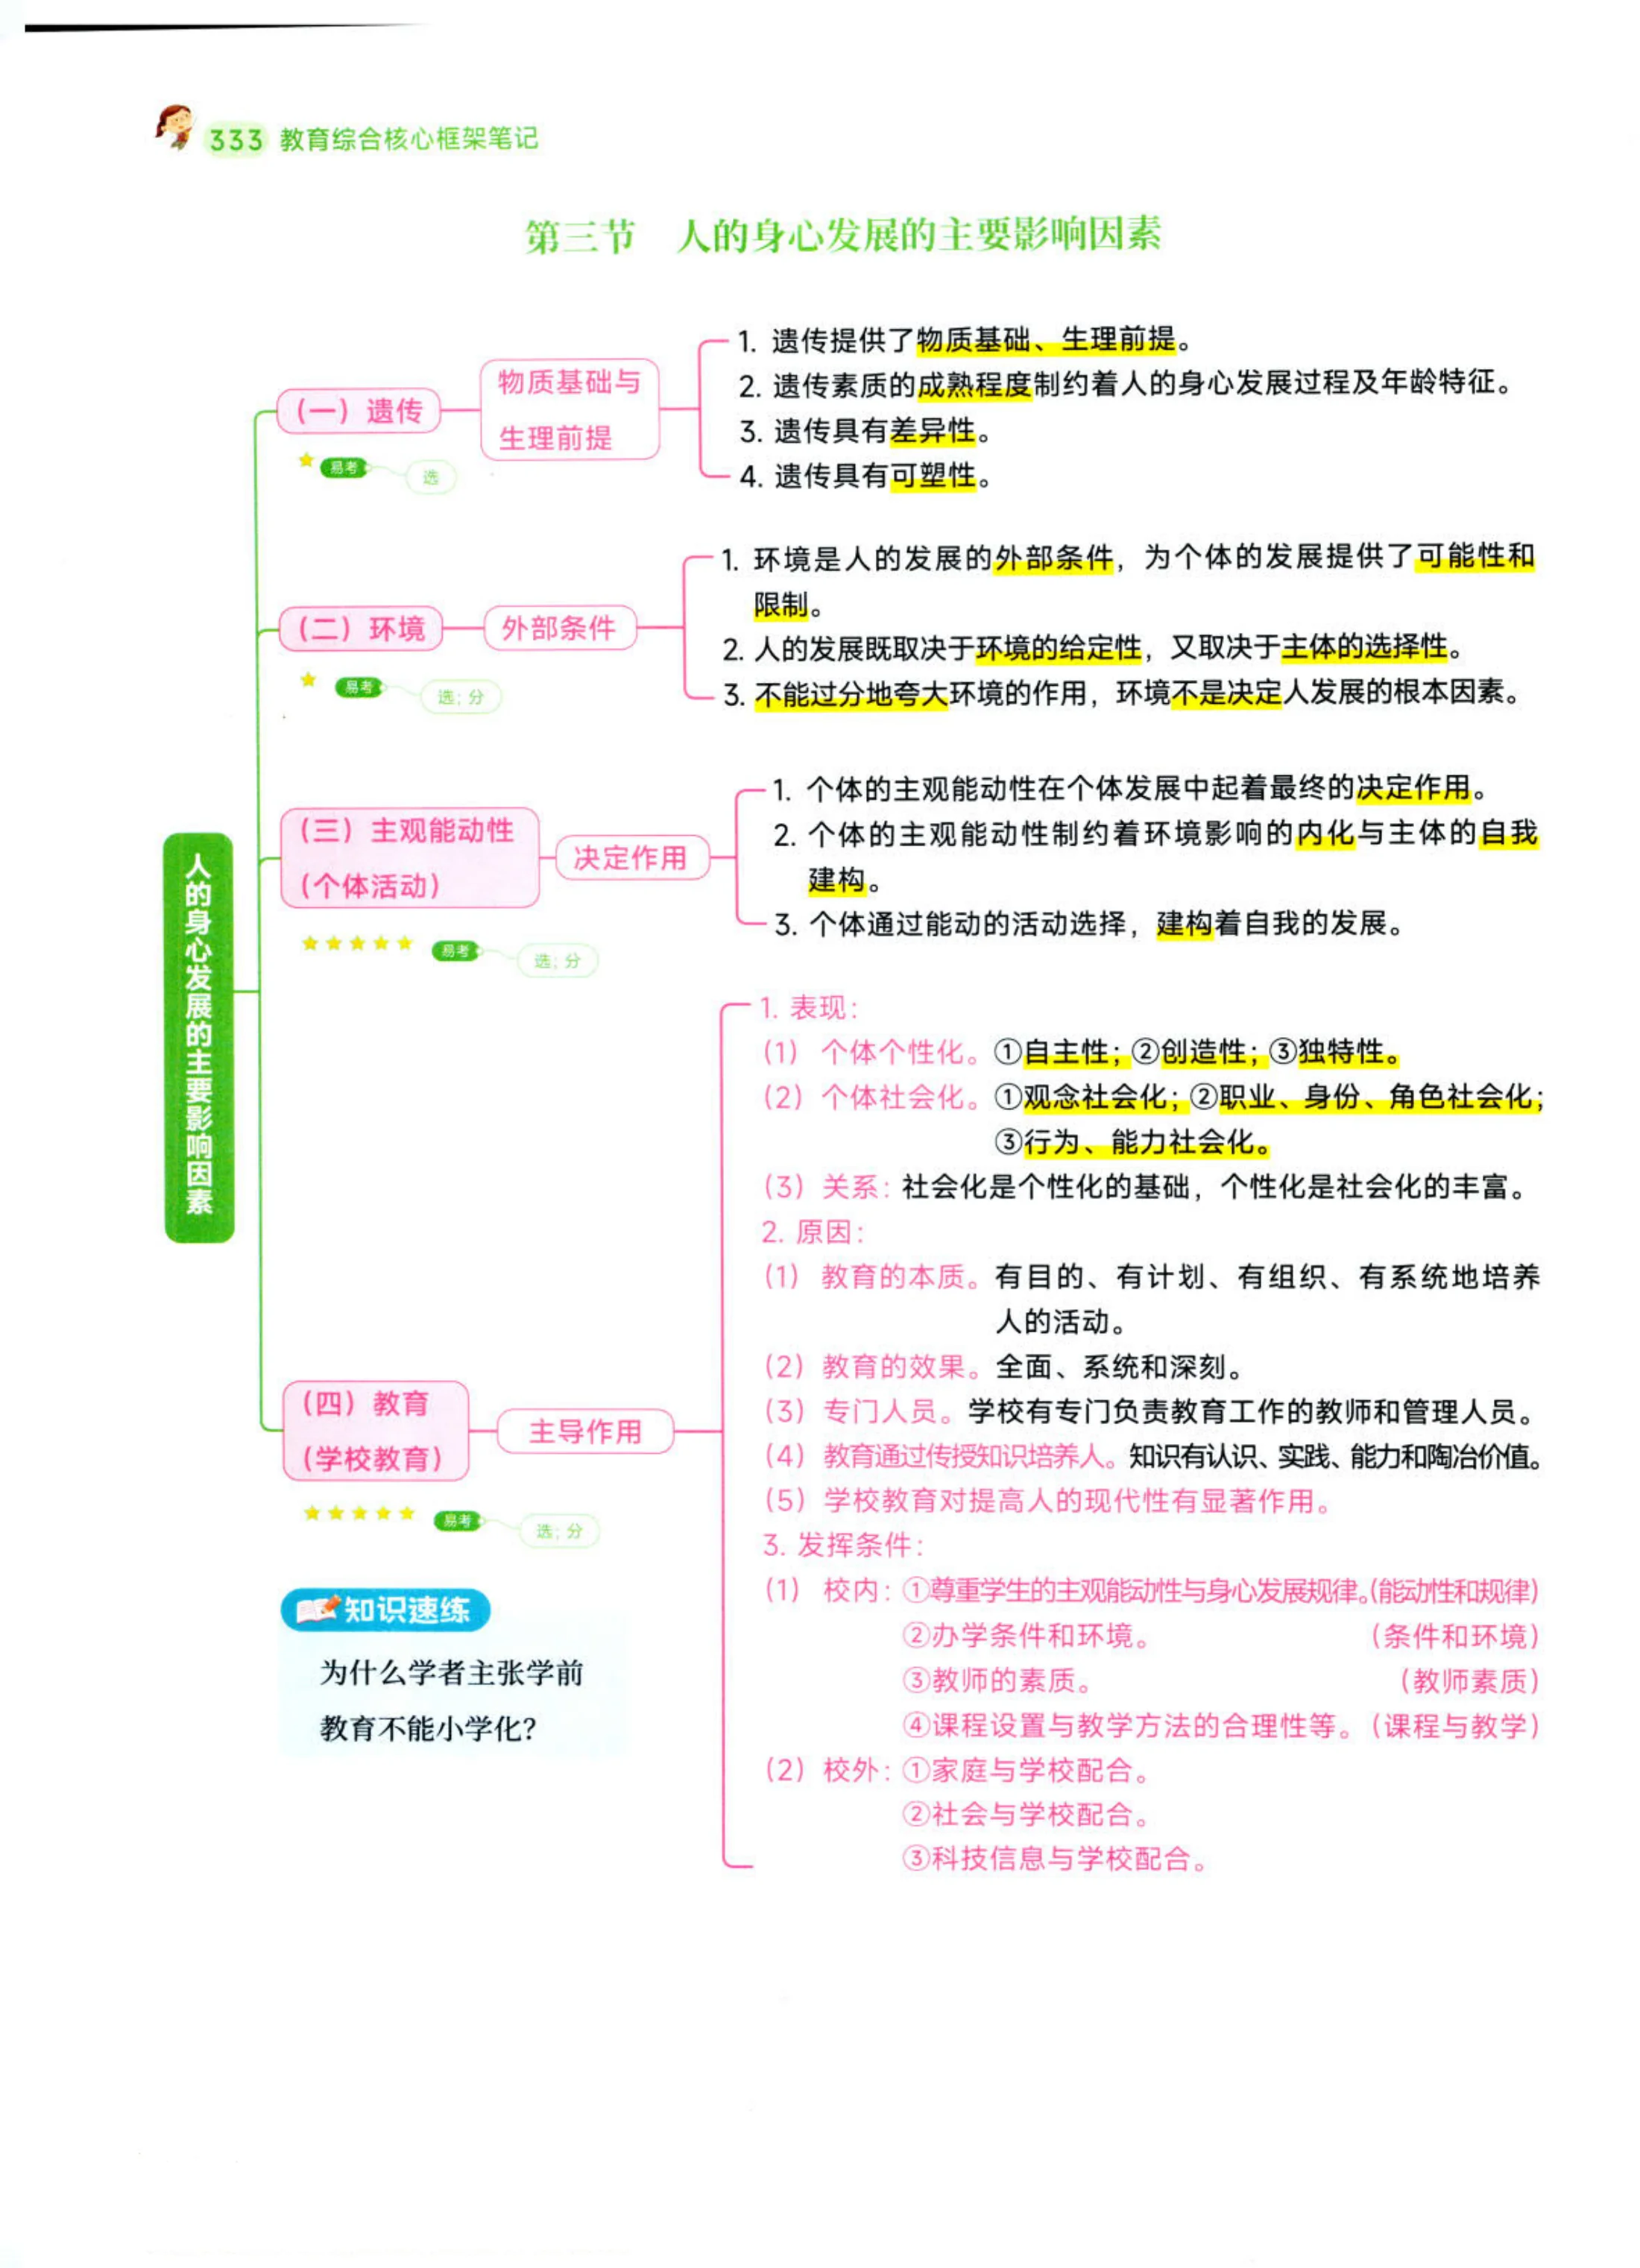 333 教育综合核心框架笔记
第三节 人的身心发展的主要影响因素
人的身心发展的主要影响因素
（一）遗传
易考
选
物质基础与
生理前提
1. 遗传提供了物质基础、生理前提。
2. 遗传素质的成熟程度制约着人的身心发展过程及年龄特征。
3. 遗传具有差异性。
4. 遗传具有可塑性。
（二）环境
易考
选；分
外部条件
1. 环境是人的发展的外部条件，为个体的发展提供了可能性和
限制。
2. 人的发展既取决于环境的给定性，又取决于主体的选择性。
3. 不能过分地夸大环境的作用，环境不是决定人发展的根本因素。
（三）主观能动性
（个体活动）
易考
选；分
决定作用
1. 个体的主观能动性在个体发展中起着最终的决定作用。
2. 个体的主观能动性制约着环境影响的内化与主体的自我
建构。
3. 个体通过能动的活动选择，建构着自我的发展。
（四）教育
（学校教育）
易考
选；分
主导作用
1. 表现：
（1）个体个性化。①自主性；②创造性；③独特性。
（2）个体社会化。①观念社会化；②职业、身份、角色社会化；
③行为、能力社会化。
（3）关系：社会化是个性化的基础，个性化是社会化的丰富。
2. 原因：
（1）教育的本质。有目的、有计划、有组织、有系统地培养
人的活动。
（2）教育的效果。全面、系统和深刻。
（3）专门人员。学校有专门负责教育工作的教师和管理人员。
（4）教育通过传授知识培养人。知识有认识、实践、能力和陶冶价值。
（5）学校教育对提高人的现代性有显著作用。
3. 发挥条件：
（1）校内：①尊重学生的主观能动性与身心发展规律。（能动性和规律）
②办学条件和环境。（条件和环境）
③教师的素质。（教师素质）
④课程设置与教学方法的合理性等。（课程与教学）
（2）校外：①家庭与学校配合。
②社会与学校配合。
③科技信息与学校配合。
知识速练
为什么学者主张学前
教育不能小学化？